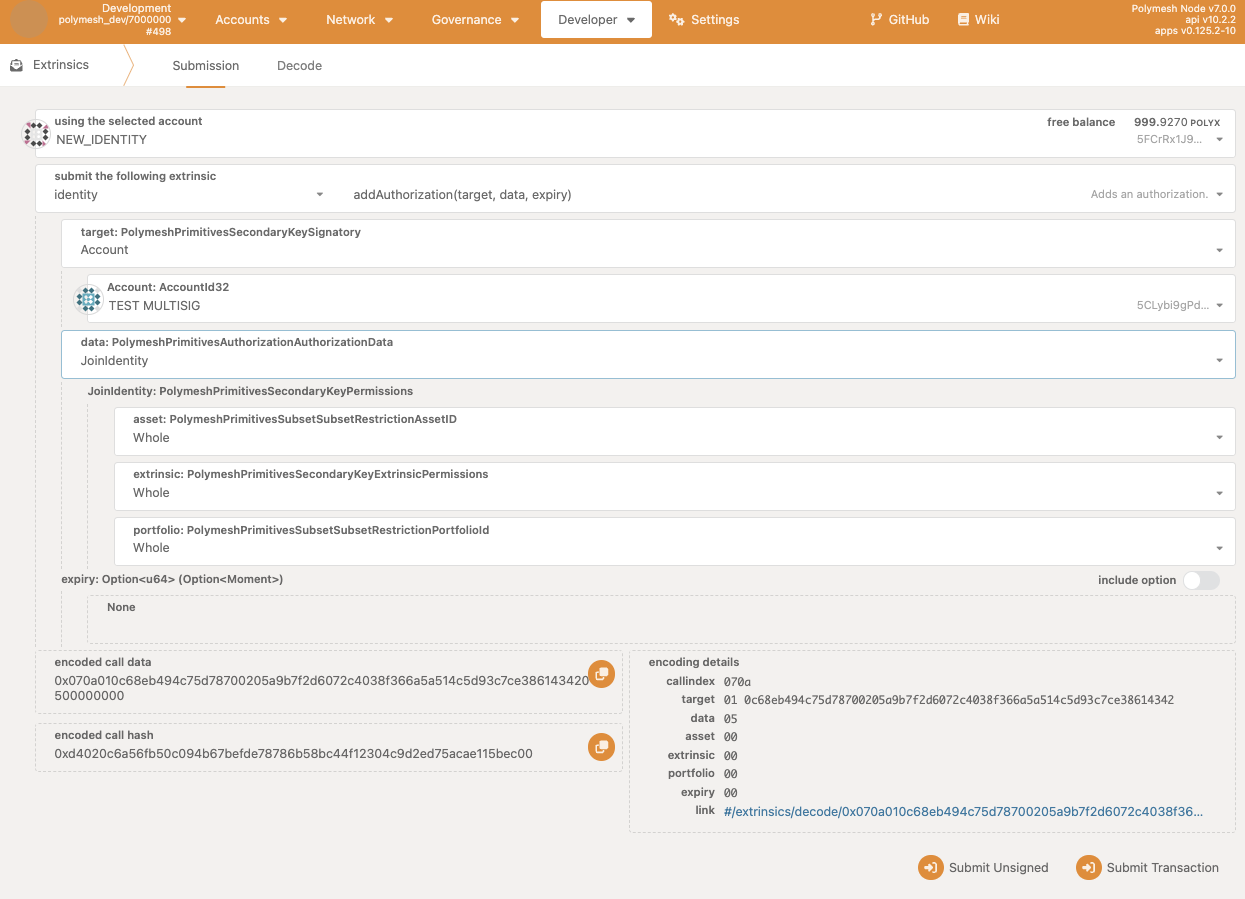 Development
polymesh_dev/7000000
#498
Accounts
Network
Governance
Developer
Settings
GitHub
Wiki
Polymesh Node v7.0.0
api v10.2.2
apps v0.125.2-10
Extrinsics
Submission
Decode
using the selected account
NEW_IDENTITY
free balance 999.9270 POLYX
5FCrRx1J9...
submit the following extrinsic
identity
addAuthorization(target, data, expiry)
Adds an authorization.
target: PolymeshPrimitivesSecondaryKeySignatory
Account
Account: AccountId32
TEST MULTISIG
5CLybi9gPd...
data: PolymeshPrimitivesAuthorizationAuthorizationData
JoinIdentity
JoinIdentity: PolymeshPrimitivesSecondaryKeyPermissions
asset: PolymeshPrimitivesSubsetSubsetRestrictionAssetID
Whole
extrinsic: PolymeshPrimitivesSecondaryKeyExtrinsicPermissions
Whole
portfolio: PolymeshPrimitivesSubsetSubsetRestrictionPortfolioId
Whole
expiry: Option<u64> (Option<Moment>)
include option
None
encoded call data
0x070a010c68eb494c75d78700205a9b7f2d6072c4038f366a5a514c5d93c7ce386143420
500000000
encoded call hash
0xd4020c6a56fb50c094b67befde78786b58bc44f12304c9d2ed75acae115bec00
encoding details
callindex 070a
target 01 0c68eb494c75d78700205a9b7f2d6072c4038f366a5a514c5d93c7ce38614342
data 05
asset 00
extrinsic 00
portfolio 00
expiry 00
link #/extrinsics/decode/0x070a010c68eb494c75d78700205a9b7f2d6072c4038f36...
Submit Unsigned
Submit Transaction